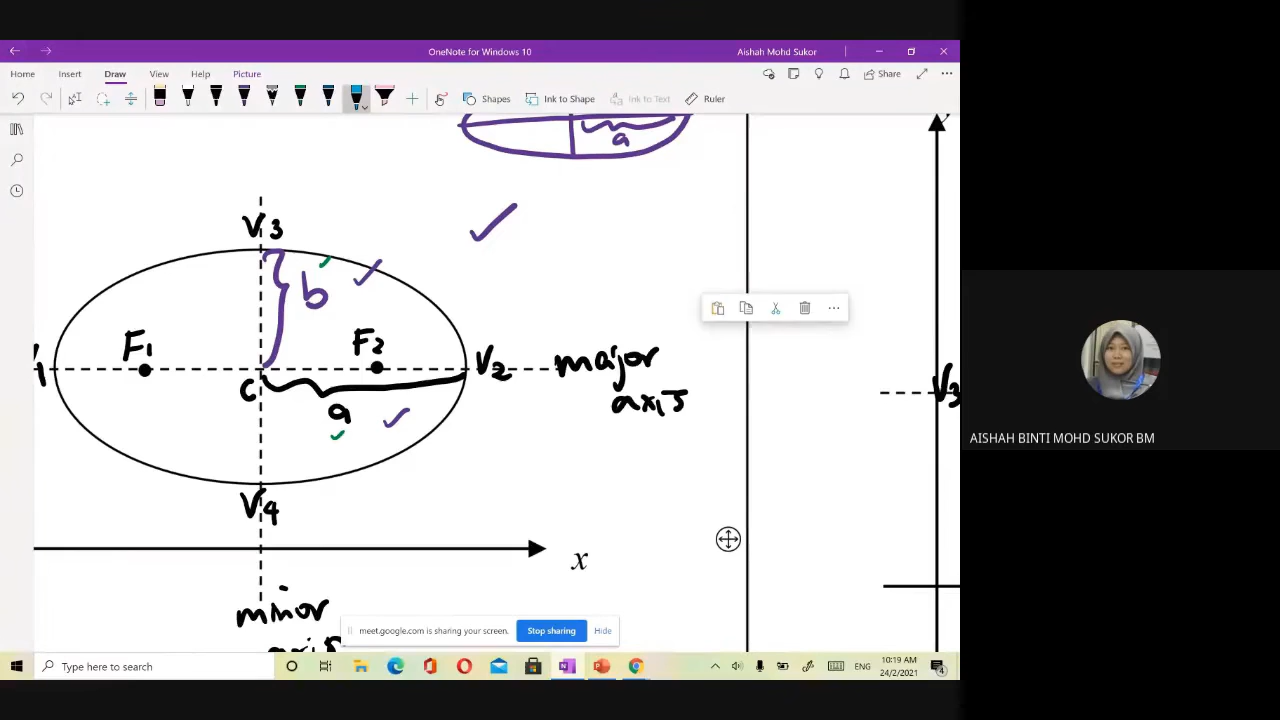 OneNote for Windows 10
Aishah Mohd Sukor
Home Insert Draw View Help Picture
Share
Shapes Ink to Shape Ink to Text Ruler
a
V3
b
F1
F2
1
C
V2
major
axis
a
V4
x
minor
axis
V3
AISHAH BINTI MOHD SUKOR BM
meet.google.com is sharing your screen. Stop sharing Hide
Type here to search
ENG
10:19 AM
24/2/2021
4